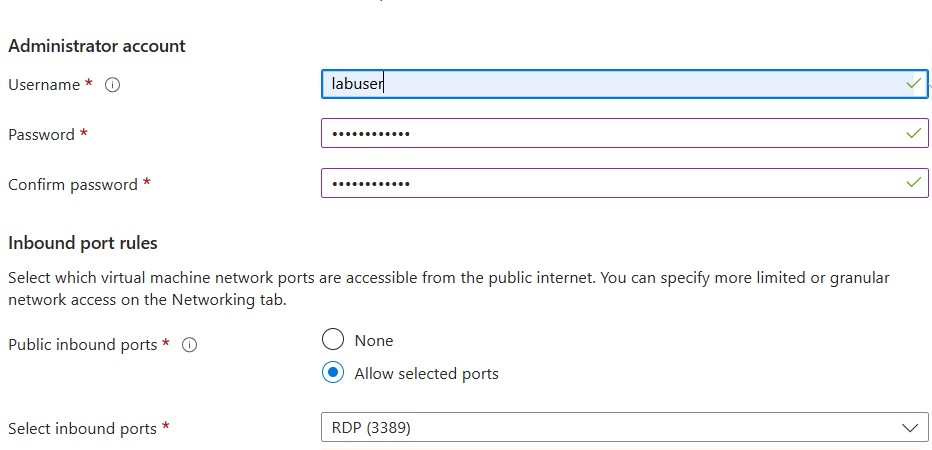 Administrator account
Username *
labuser
Password *
••••••••••••
Confirm password *
••••••••••••
Inbound port rules
Select which virtual machine network ports are accessible from the public internet. You can specify more limited or granular
network access on the Networking tab.
Public inbound ports *
None
Allow selected ports
Select inbound ports *
RDP (3389)